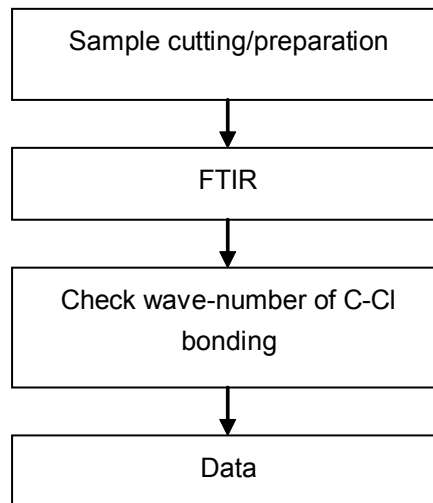 Sample cutting/preparation
FTIR
Check wave-number of C-Cl
bonding
Data